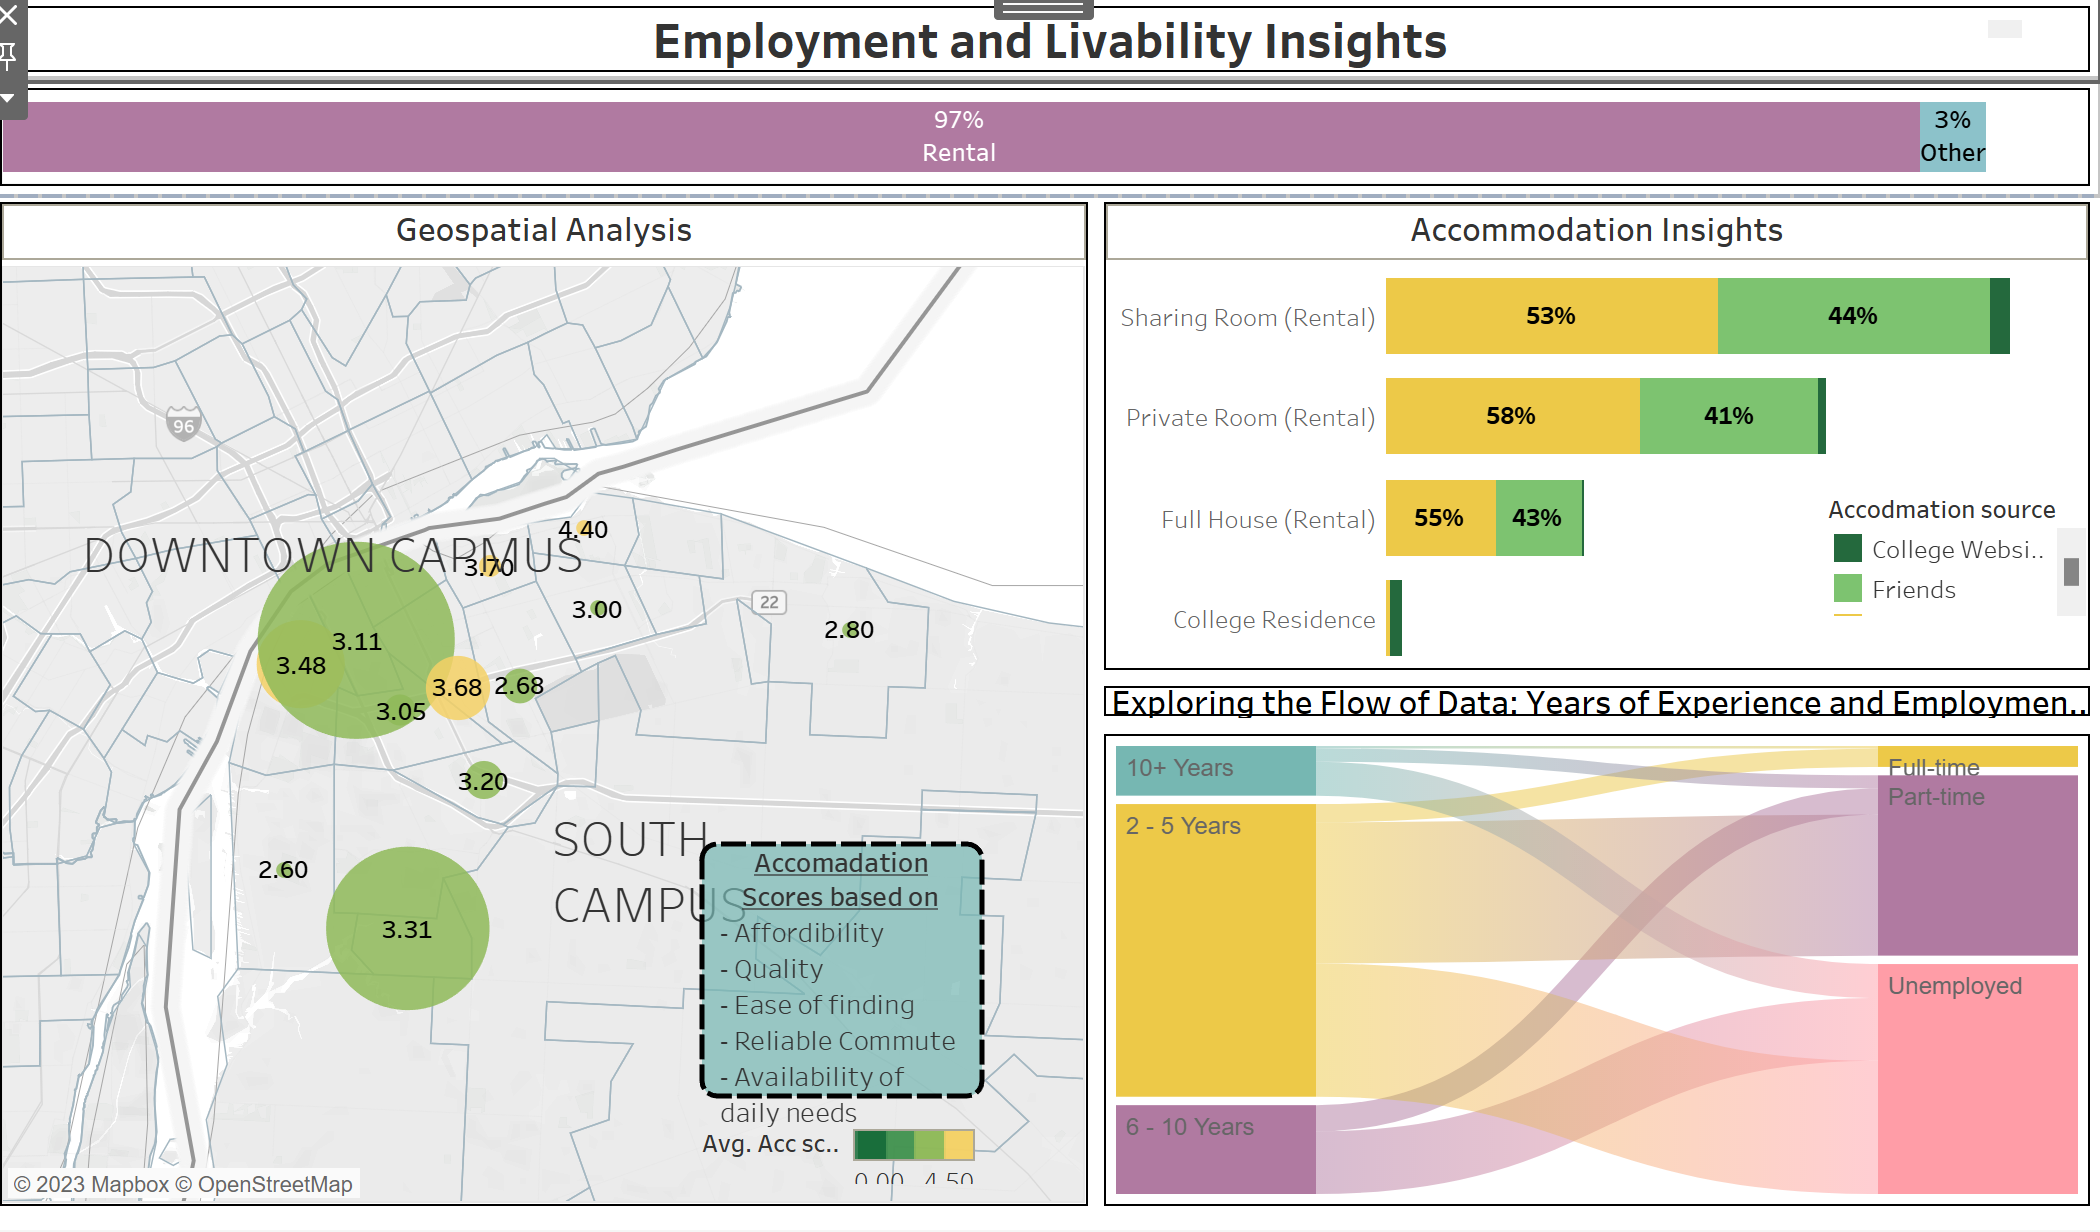 Employment and Livability Insights
97%
Rental
3%
Other
Geospatial Analysis
96
DOWNTOWN CAPMUS
4.40
3.70
3.00
22
2.80
3.11
3.48
3.68
2.68
3.05
3.20
SOUTH
CAMPUS
2.60
3.31
Accomadation
Scores based on
- Affordibility
- Quality
- Ease of finding
- Reliable Commute
- Availability of
daily needs
Avg. Acc sc..
0.00 4.50
© 2023 Mapbox © OpenStreetMap
Accommodation Insights
Sharing Room (Rental)
53%
44%
Private Room (Rental)
58%
41%
Full House (Rental)
55%
43%
College Residence
Accodmation source
College Websi..
Friends
Exploring the Flow of Data: Years of Experience and Employmen..
10+ Years
2 - 5 Years
6 - 10 Years
Full-time
Part-time
Unemployed